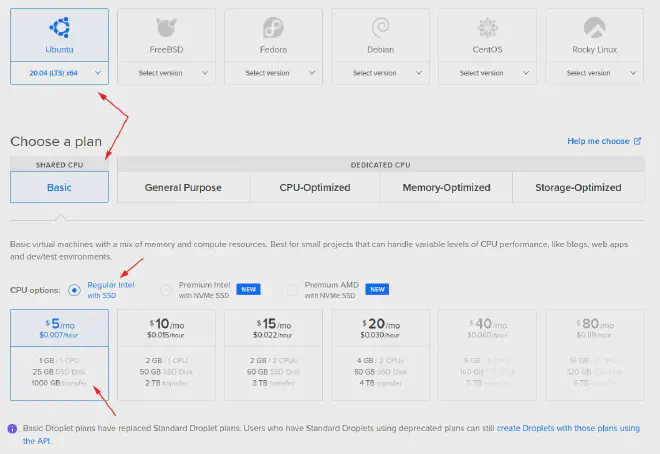 Ubuntu FreeBSD Fedora Debian CentOS Rocky Linux
20.04 (LTS) x64 Select version Select version Select version Select version Select version
Choose a plan Help me choose
SHARED CPU DEDICATED CPU
Basic General Purpose CPU-Optimized Memory-Optimized Storage-Optimized
Basic virtual machines with a mix of memory and compute resources. Best for small projects that can handle variable levels of CPU performance, like blogs, web apps
and dev/test environments.
CPU options: Regular Intel with SSD Premium Intel with NVMe SSD NEW Premium AMD with NVMe SSD NEW
$5/mo $10/mo $15/mo $20/mo $40/mo $80/mo
$0.007/hour $0.015/hour $0.022/hour $0.030/hour $0.060/hour $0.119/hour
1 GB / 1 CPU 2 GB / 1 CPU 2 GB / 2 CPUs 4 GB / 2 CPUs 8 GB / 4 CPUs
25 GB SSD Disk 50 GB SSD Disk 60 GB SSD Disk 80 GB SSD Disk 160 GB SSD Disk 320 GB SSD Disk
1000 GB transfer 2 TB transfer 3 TB transfer 4 TB transfer 5 TB transfer 6 TB transfer
Basic Droplet plans have replaced Standard Droplet plans. Users who have Standard Droplets using deprecated plans can still create Droplets with those plans using
the API.